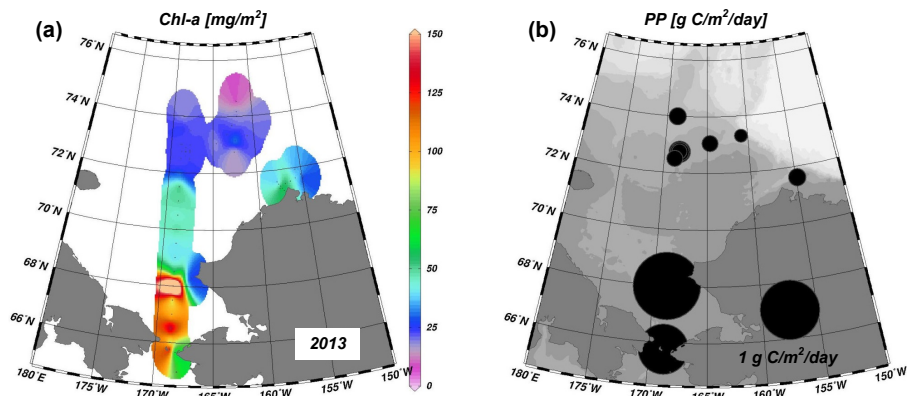 Chl-a [mg/m²]
PP [g C/m²/day]
(a)
(b)
150
125
100
75
50
25
0
76°N
74°N
72°N
70°N
68°N
66°N
180°E
175°W
170°W
165°W
160°W
155°W
150°W
2013
76°N
74°N
72°N
70°N
68°N
66°N
180°E
175°W
170°W
165°W
160°W
155°W
150°W
1 g C/m²/day